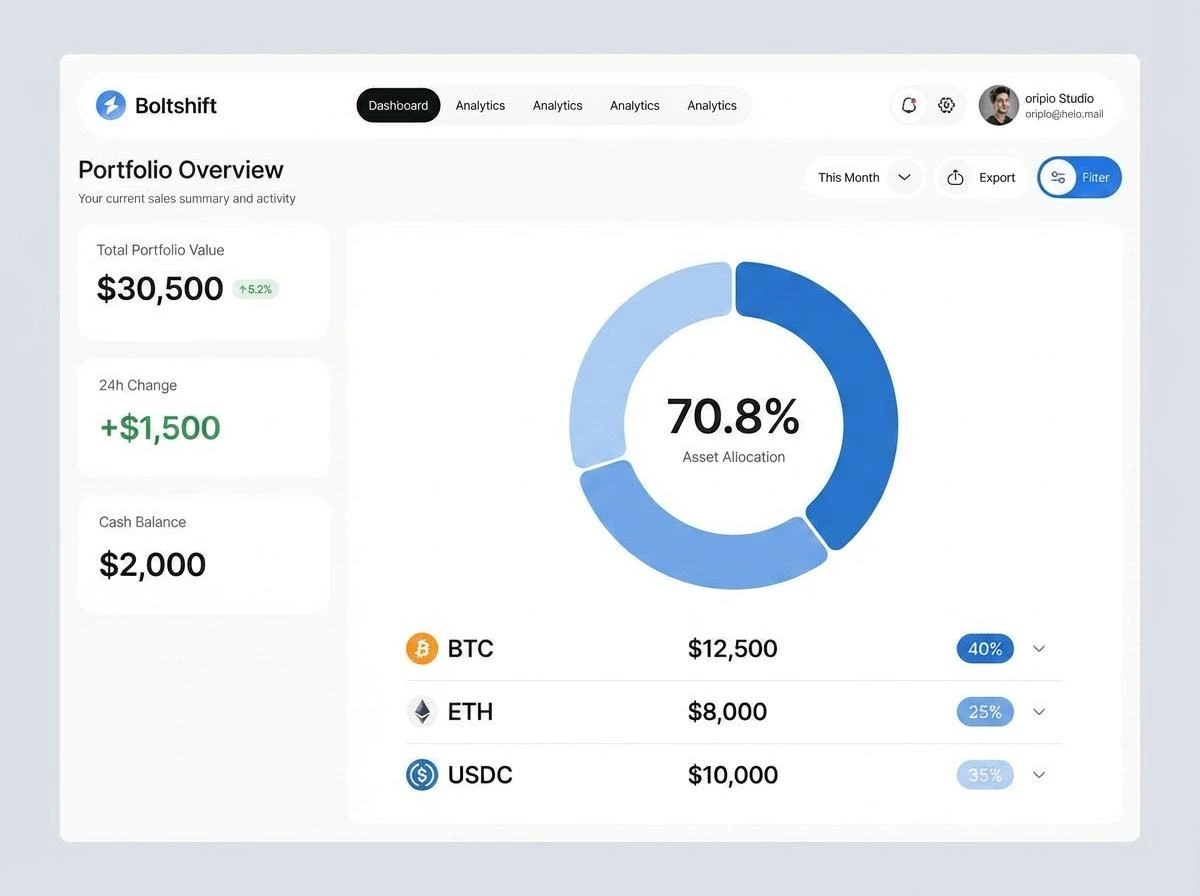 Boltshift
Dashboard
Analytics
Analytics
Analytics
Analytics
oripio Studio
oriplo@helo:mail
Portfolio Overview
Your current sales summary and activity
This Month
Export
Filter
Total Portfolio Value
$30,500
↑5.2%
24h Change
+$1,500
Cash Balance
$2,000
70.8%
Asset Allocation
BTC
$12,500
40%
ETH
$8,000
25%
USDC
$10,000
35%